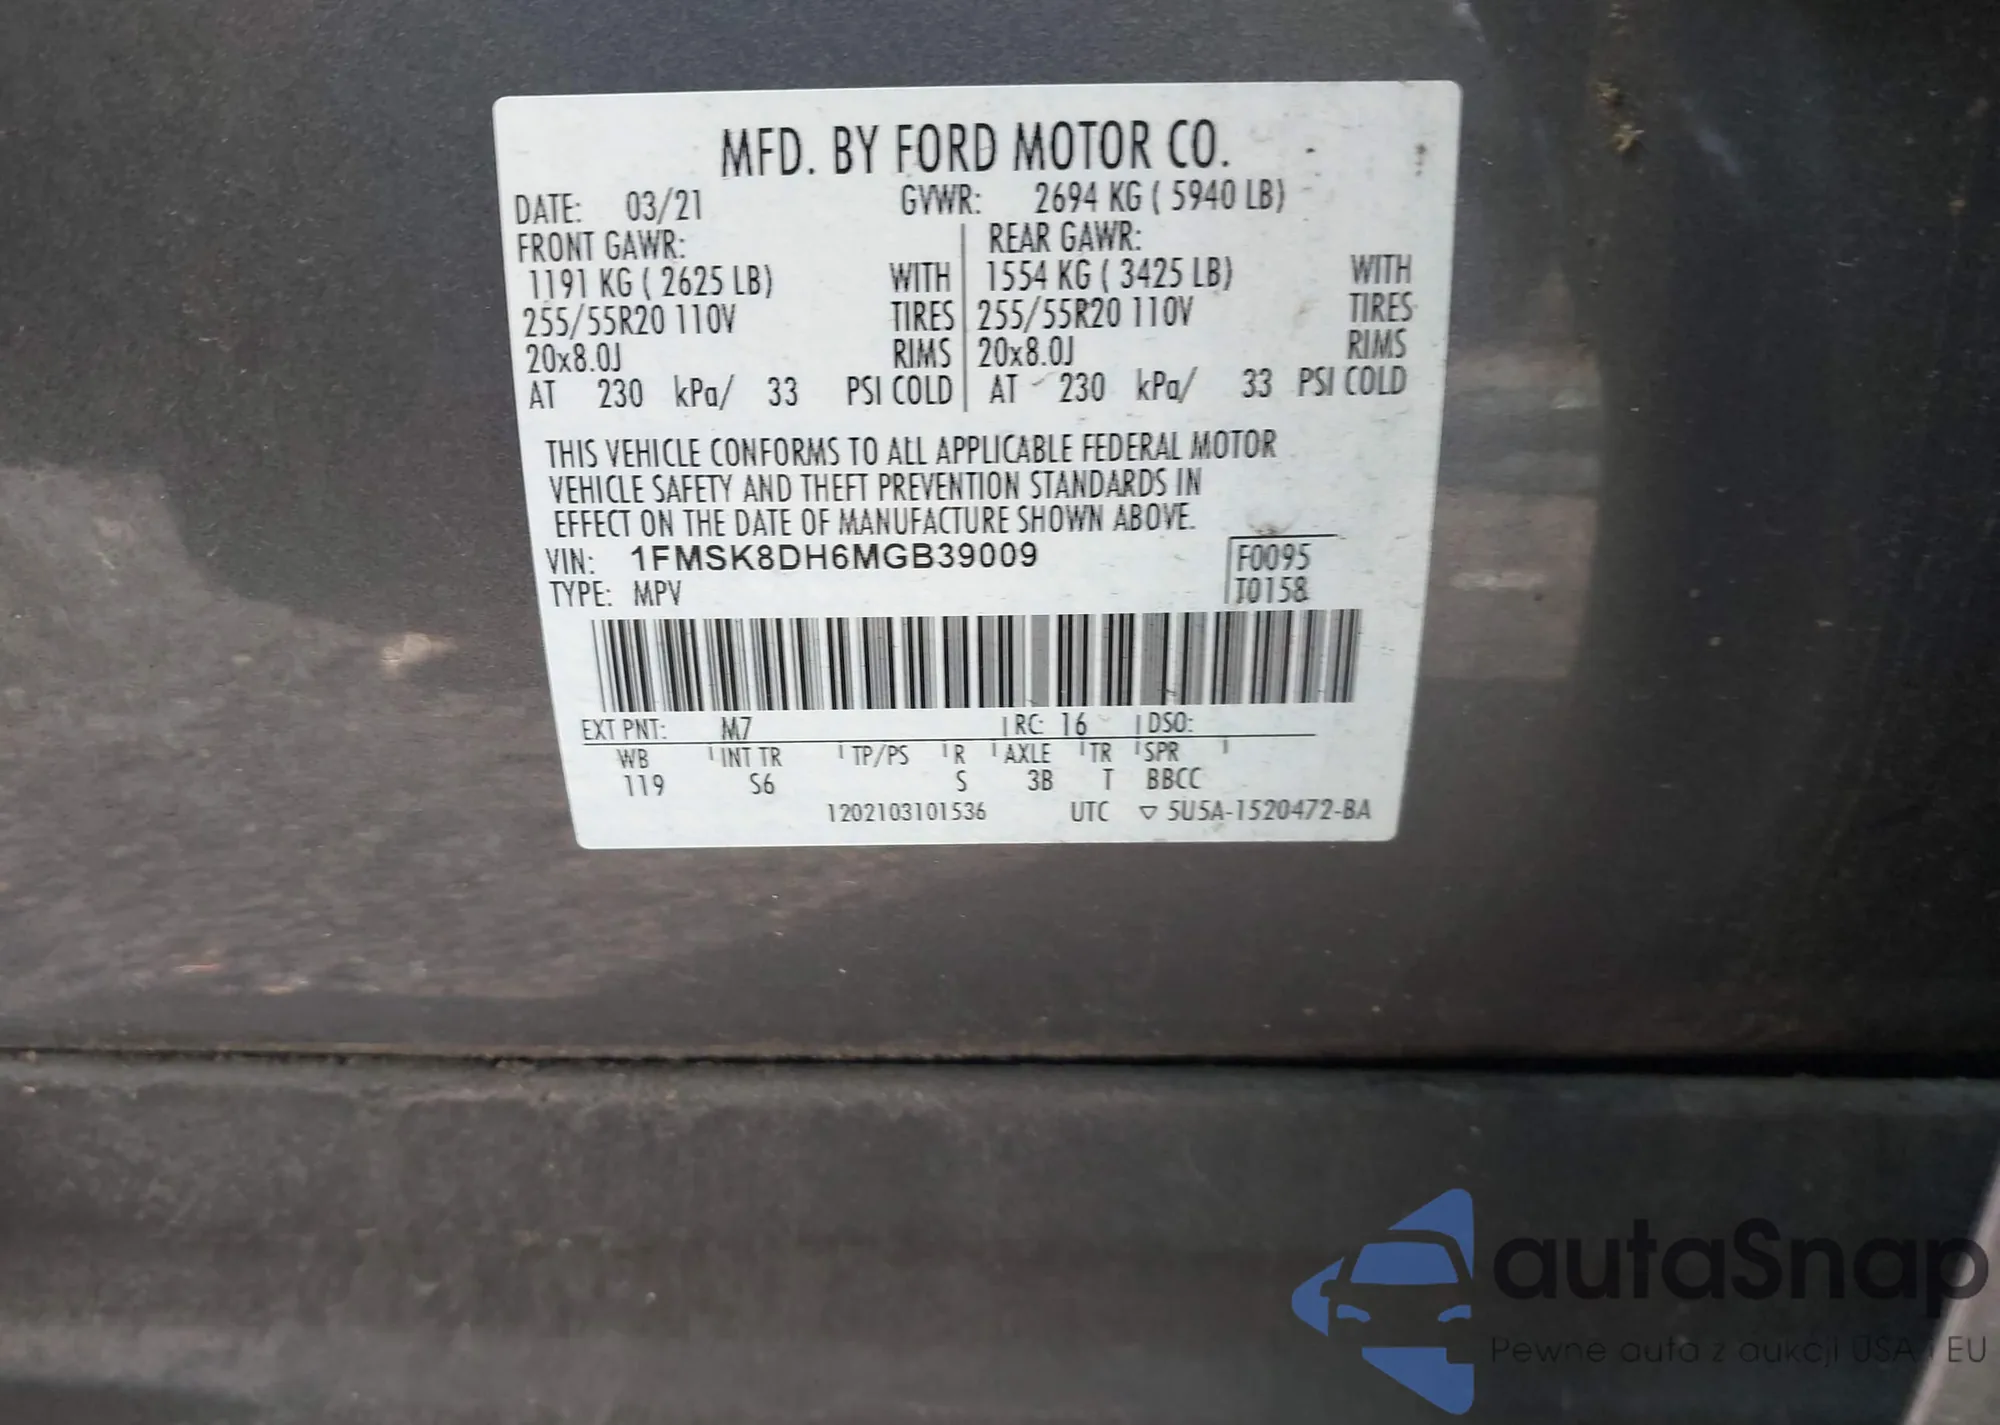 MFD. BY FORD MOTOR CO.
DATE: 03/21 GVWR: 2694 KG ( 5940 LB)
FRONT GAWR: REAR GAWR:
1191 KG ( 2625 LB) WITH 1554 KG ( 3425 LB) WITH
255/55R20 110V TIRES 255/55R20 110V TIRES
20x8.0J RIMS 20x8.0J RIMS
AT 230 kPa/ 33 PSI COLD AT 230 kPa/ 33 PSI COLD
THIS VEHICLE CONFORMS TO ALL APPLICABLE FEDERAL MOTOR
VEHICLE SAFETY AND THEFT PREVENTION STANDARDS IN
EFFECT ON THE DATE OF MANUFACTURE SHOWN ABOVE.
VIN: 1FMSK8DH6MGB39009 F0095
TYPE: MPV T0158
EXT PNT: M7 RC: 16 DSO:
WB INT TR TP/PS R AXLE TR SPR
119 S6 S 3B T BBCC
1202103101536 UTC ▽ 5U5A-1520472-BA
autaSnap
Pewne auta z aukcji USA i EU